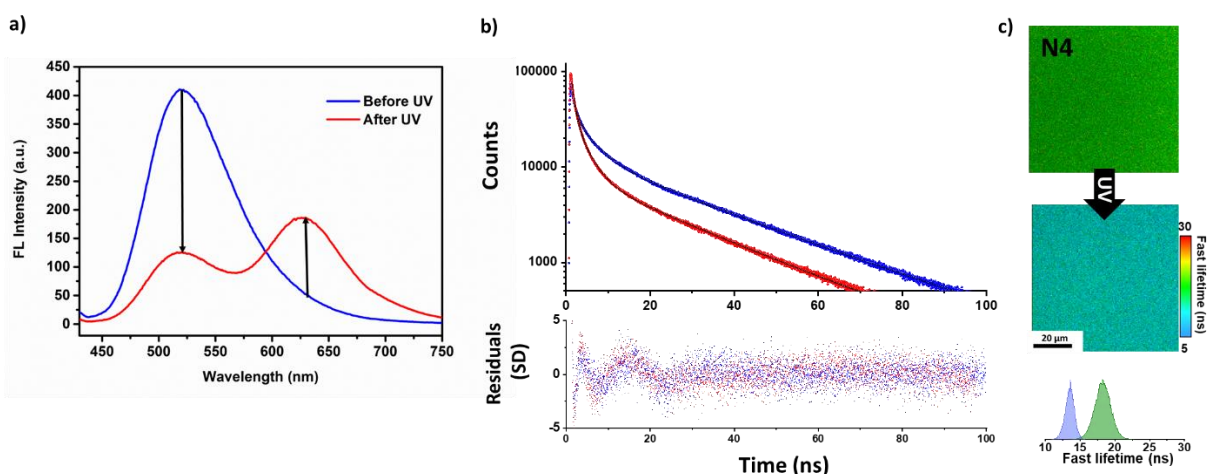 a)
450
400
350
300
250
200
150
100
50
0
FL Intensity (a.u.)
450
500
550
600
650
700
750
Wavelength (nm)
Before UV
After UV
b)
100000
10000
1000
Counts
0
20
40
60
80
100
5
0
-5
Residuals
(SD)
0
20
40
60
80
100
Time (ns)
c)
N4
UV
30
Fast lifetime (ns)
5
20 µm
10
15
20
25
30
Fast lifetime (ns)